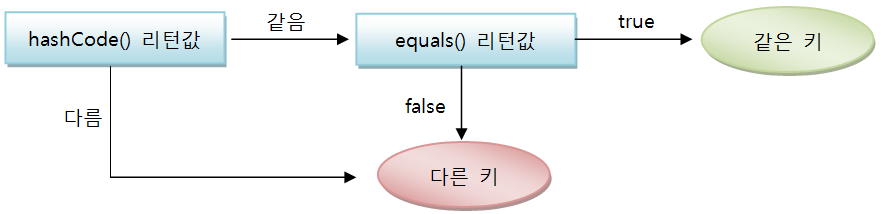 hashCode() 리턴값
같음
equals() 리턴값
true
같은 키
다름
false
다른 키